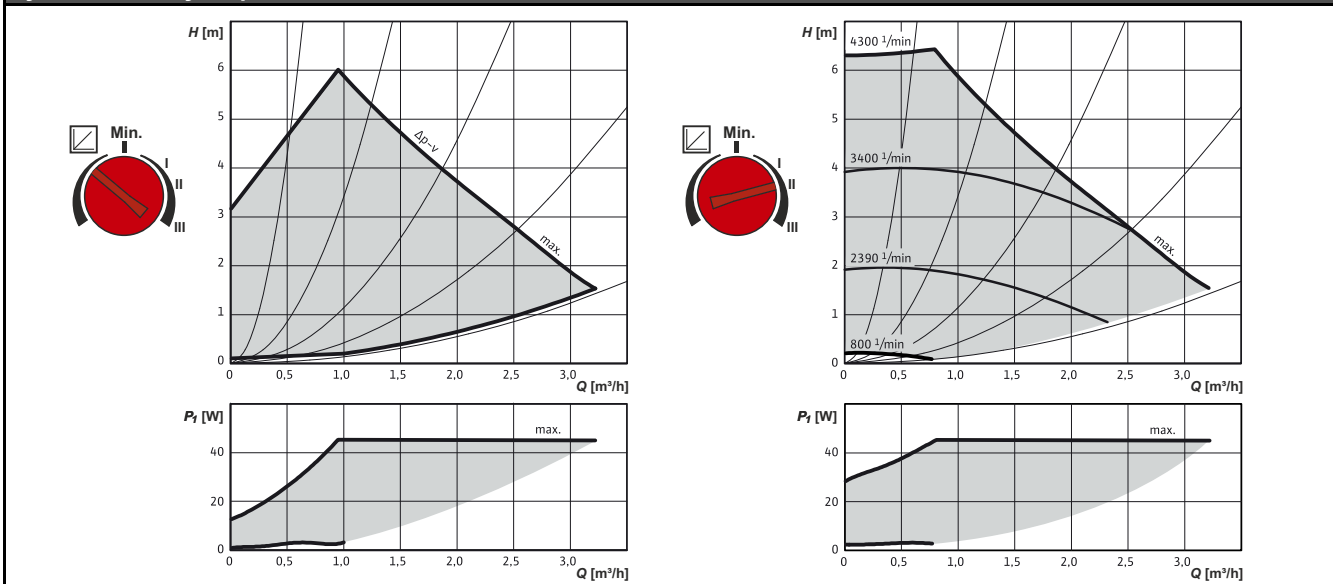 H [m]
6
5
4
3
2
1
0
Δp-v
max.
0 0,5 1,0 1,5 2,0 2,5 3,0
Q [m³/h]
Min.
I
II
III
P1 [W]
40
20
0
max.
0 0,5 1,0 1,5 2,0 2,5 3,0
Q [m³/h]
H [m]
6
5
4
3
2
1
0
4300 1/min
3400 1/min
2390 1/min
800 1/min
max.
0 0,5 1,0 1,5 2,0 2,5 3,0
Q [m³/h]
Min.
I
II
III
P1 [W]
40
20
0
max.
0 0,5 1,0 1,5 2,0 2,5 3,0
Q [m³/h]